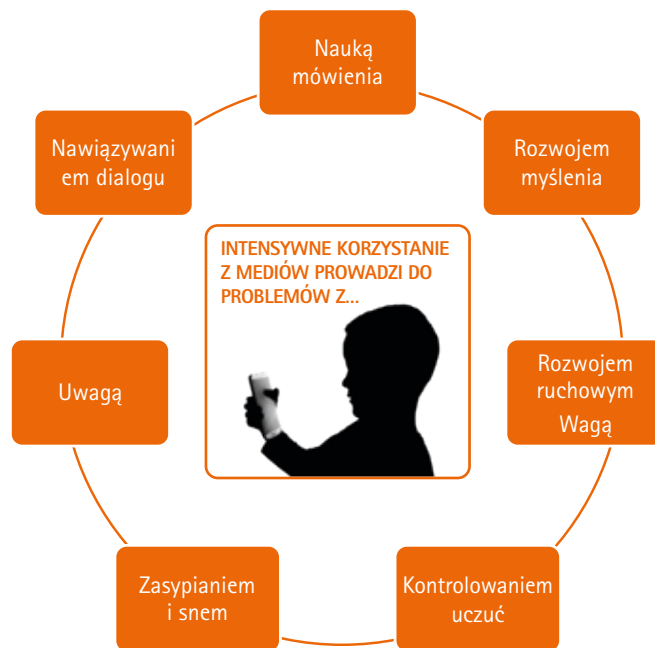 Nauką
mówienia
Rozwojem
myślenia
Rozwojem
ruchowym
Wagą
Kontrolowaniem
uczuć
Zasypianiem
i snem
Uwagą
Nawiązywani
em dialogu
INTENSYWNE KORZYSTANIE
Z MEDIÓW PROWADZI DO
PROBLEMÓW Z...